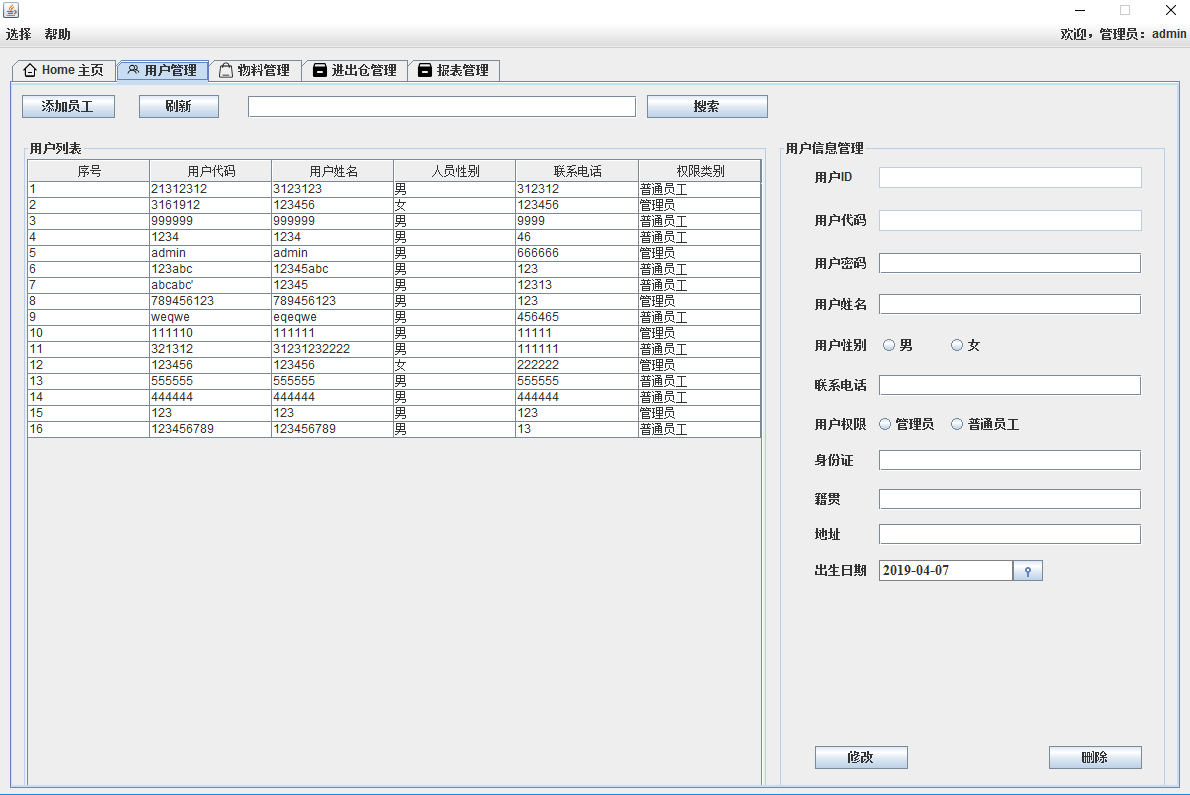 选择 帮助 欢迎，管理员：admin
Home 主页 用户管理 物料管理 进出仓管理 报表管理
添加员工 刷新 搜索
用户列表
序号 用户代码 用户姓名 人员性别 联系电话 权限类别
1 21312312 3123123 男 312312 普通员工
2 3161912 123456 女 123456 管理员
3 999999 999999 男 9999 普通员工
4 1234 1234 男 46 普通员工
5 admin admin 男 666666 管理员
6 123abc 12345abc 男 123 普通员工
7 abcabc' 12345 男 12313 普通员工
8 789456123 789456123 男 123 管理员
9 weqwe eqeqwe 男 456465 普通员工
10 111110 111111 男 11111 管理员
11 321312 31231232222 男 111111 普通员工
12 123456 123456 女 222222 管理员
13 555555 555555 男 555555 普通员工
14 444444 444444 男 444444 普通员工
15 123 123 男 123 管理员
16 123456789 123456789 男 13 普通员工
用户信息管理
用户ID
用户代码
用户密码
用户姓名
用户性别 男 女
联系电话
用户权限 管理员 普通员工
身份证
籍贯
地址
出生日期 2019-04-07
修改 删除